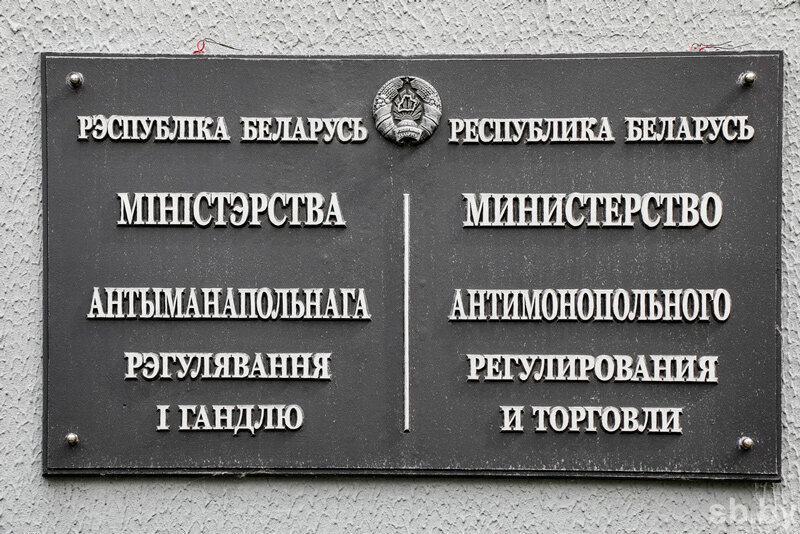 РЭСПУБЛІКА БЕЛАРУСЬ
МІНІСТЭРСТВА
АНТЫМАНАПОЛЬНАГА
РЭГУЛЯВАННЯ
І ГАНДЛЮ
РЕСПУБЛИКА БЕЛАРУСЬ
МИНИСТЕРСТВО
АНТИМОНОПОЛЬНОГО
РЕГУЛИРОВАНИЯ
И ТОРГОВЛИ
sb.by